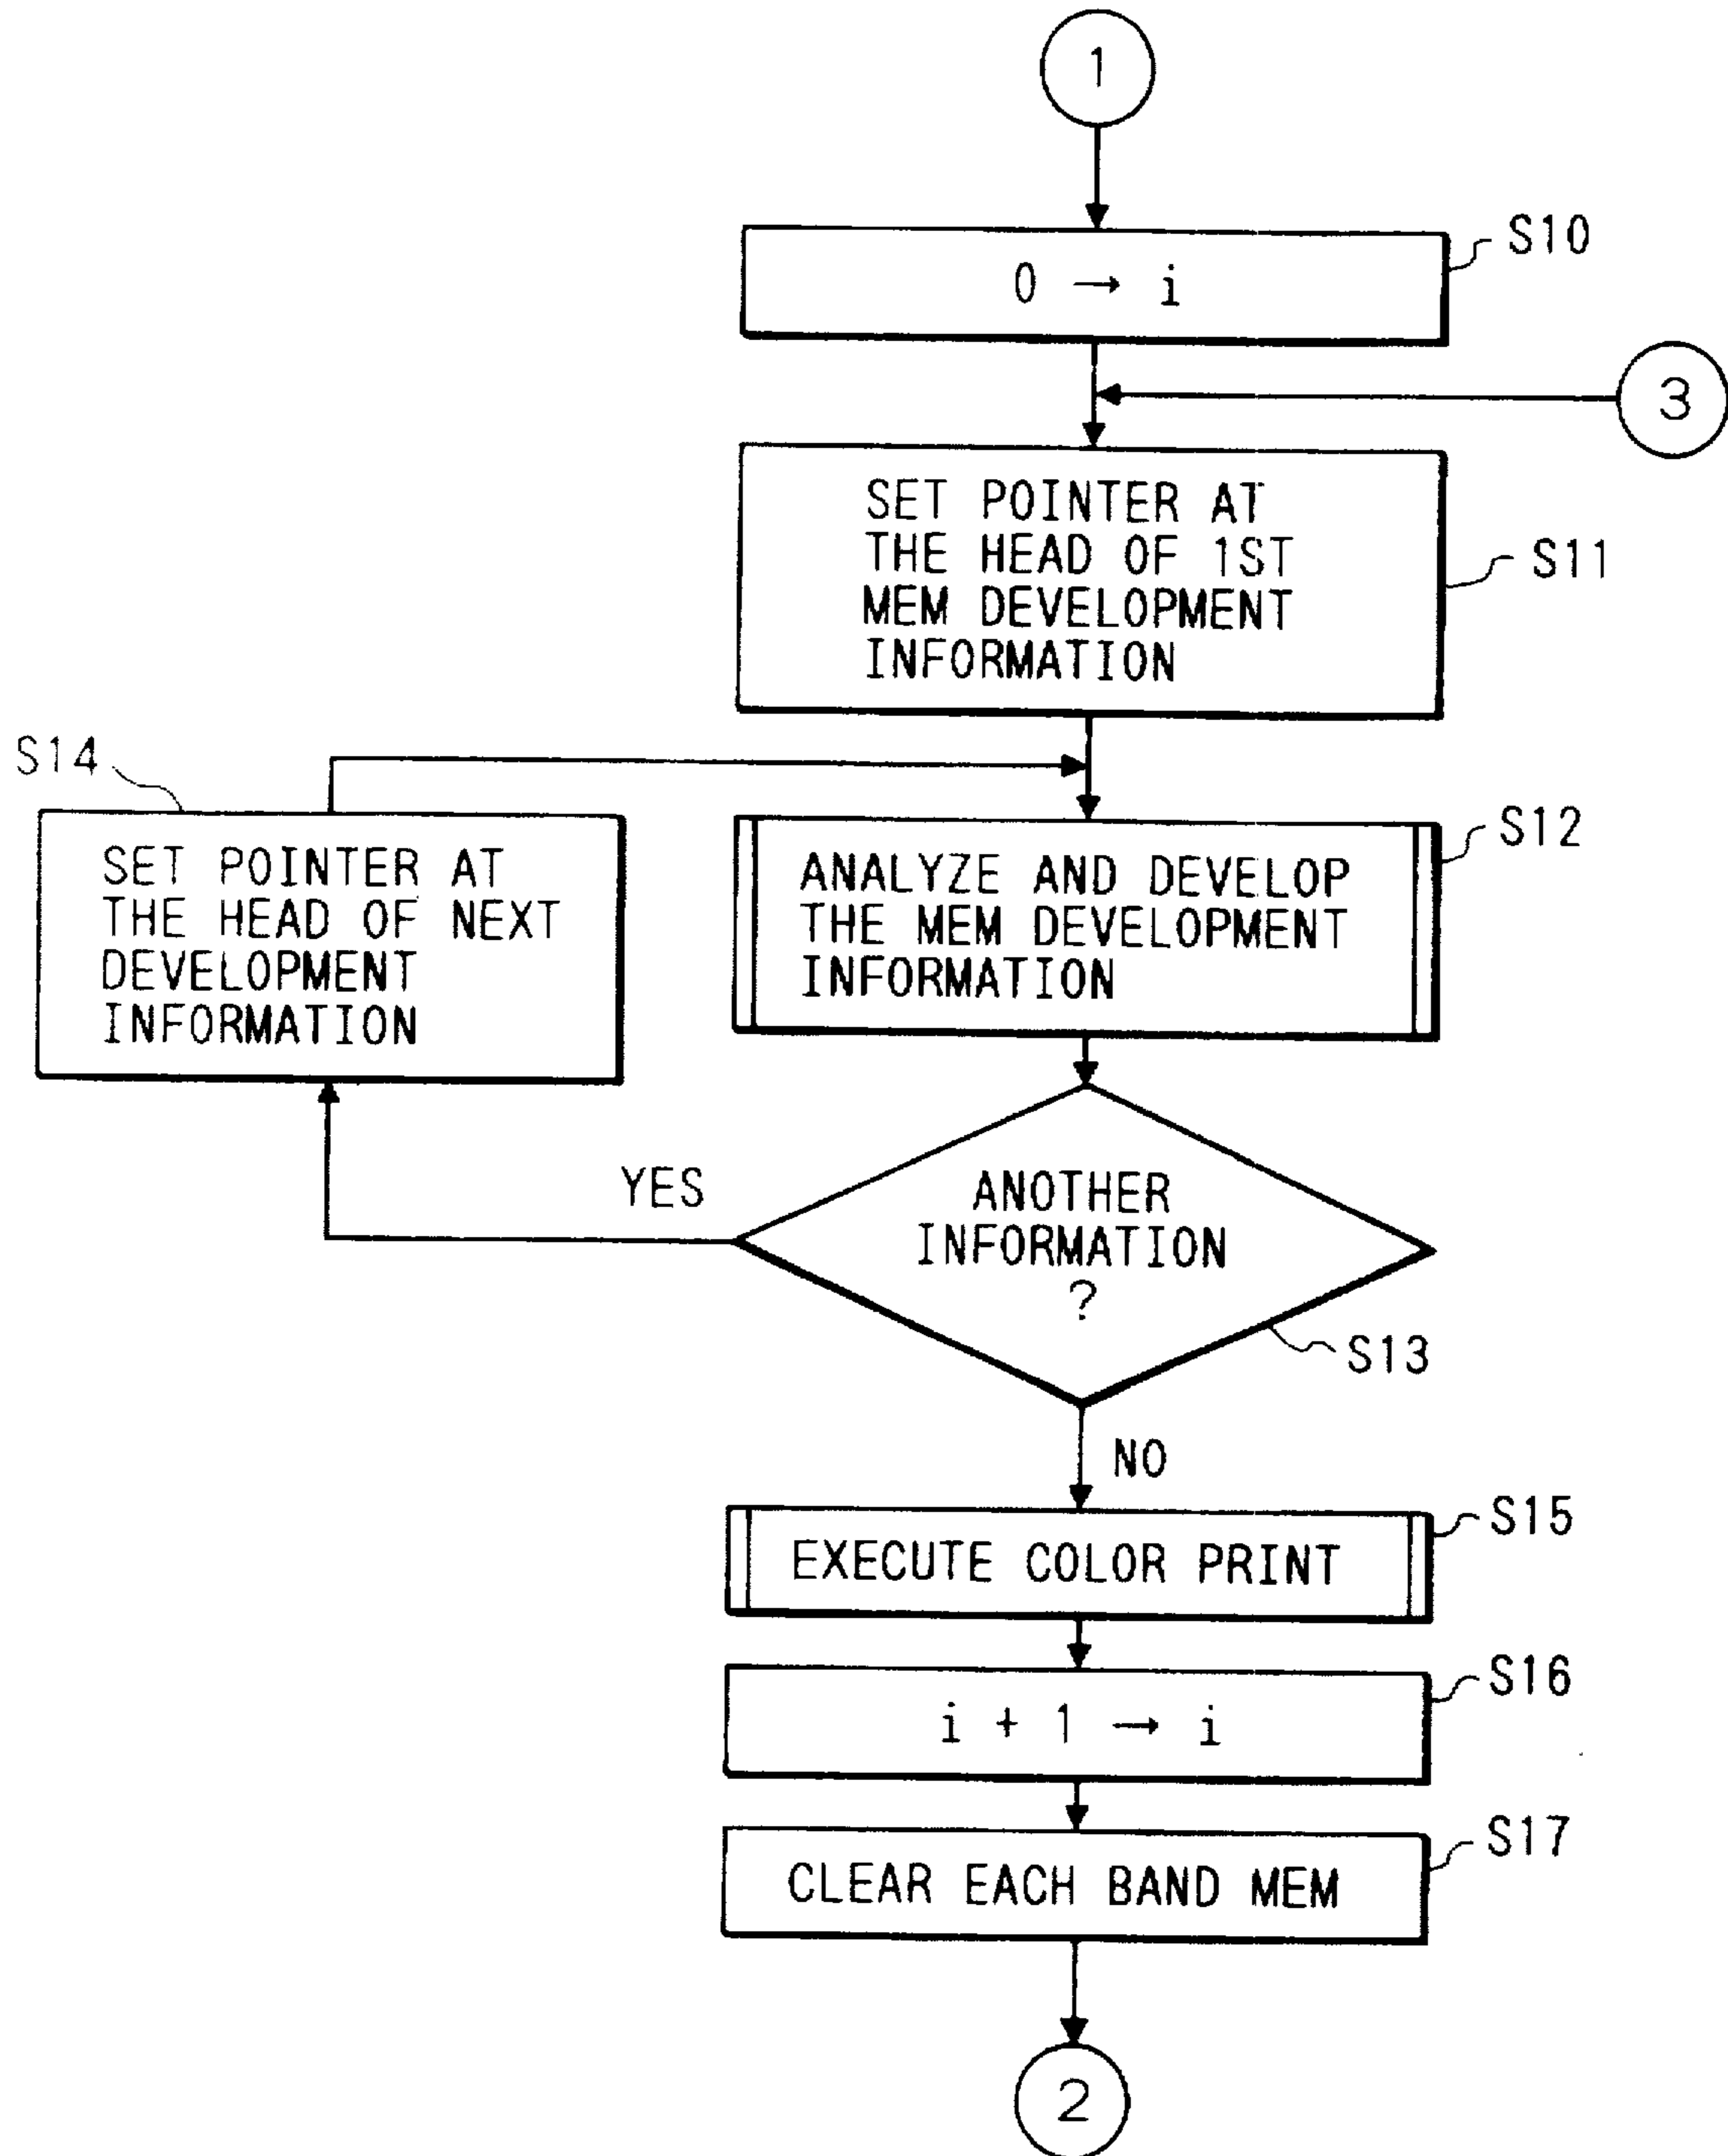 1
S10
0 → i
3
SET POINTER AT
THE HEAD OF 1ST
MEM DEVELOPMENT
INFORMATION
S11
S14
SET POINTER AT
THE HEAD OF NEXT
DEVELOPMENT
INFORMATION
S12
ANALYZE AND DEVELOP
THE MEM DEVELOPMENT
INFORMATION
YES
ANOTHER
INFORMATION
?
S13
NO
S15
EXECUTE COLOR PRINT
S16
i + 1 → i
S17
CLEAR EACH BAND MEM
2